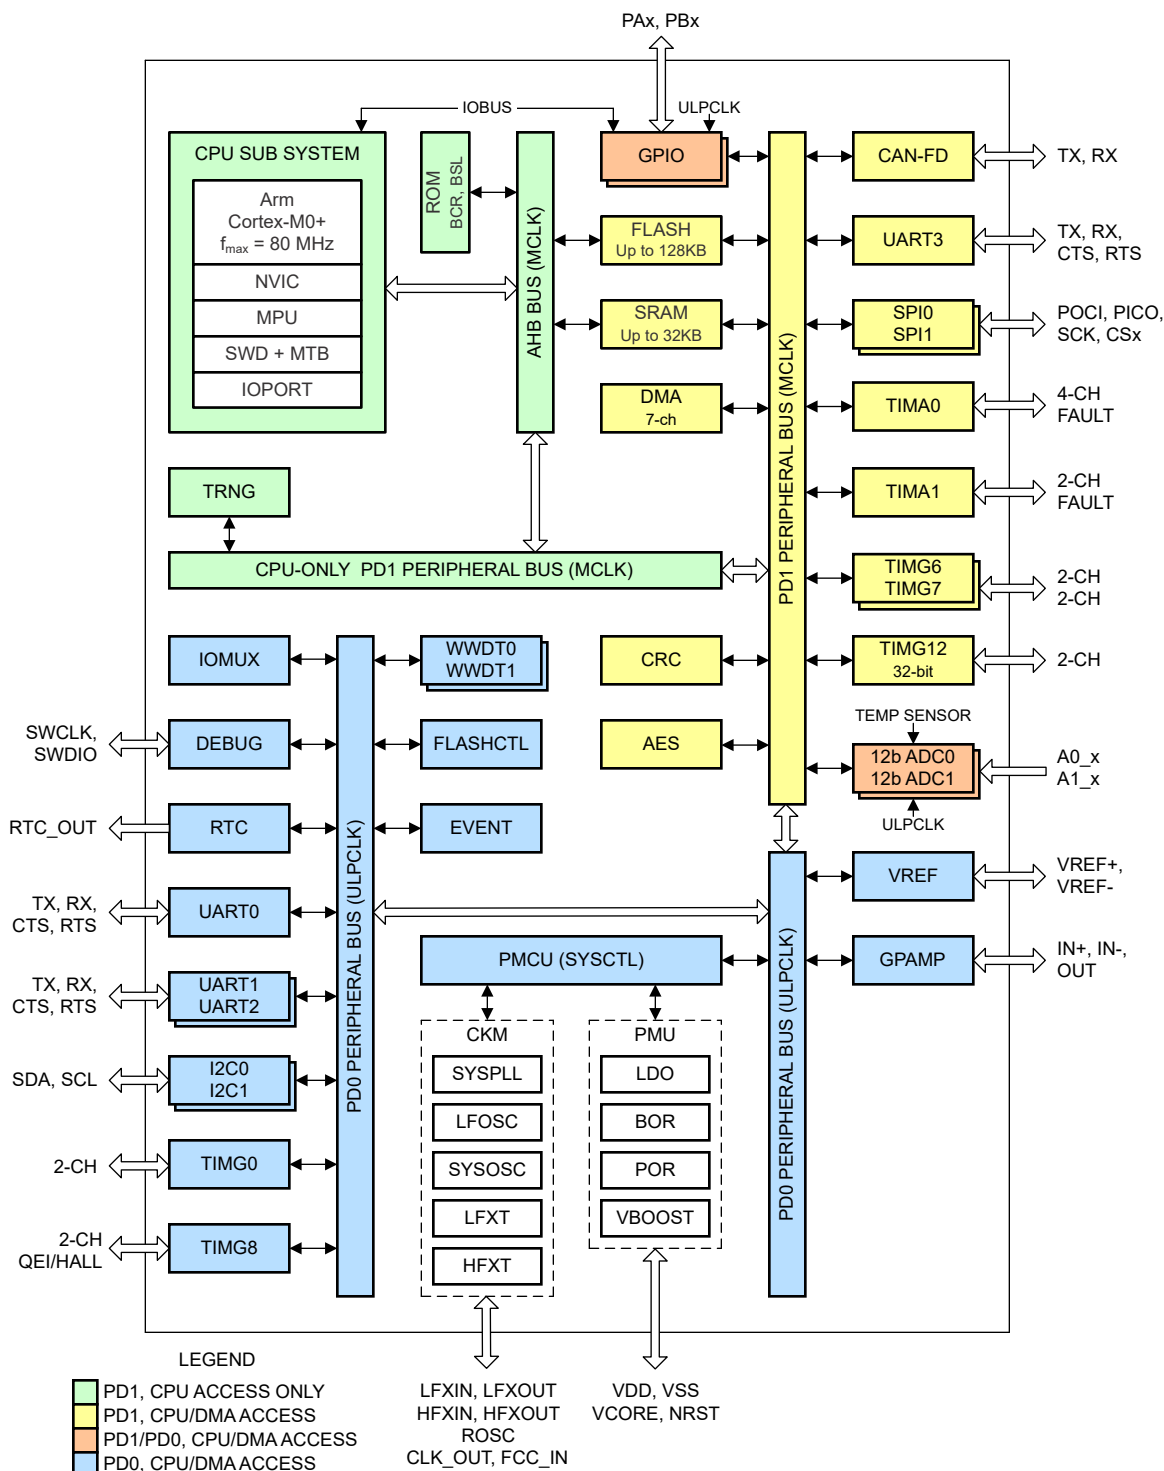 PAx, PBx
IOBUS
ULPCLK
CPU SUB SYSTEM
Arm
Cortex-M0+
fmax = 80 MHz
NVIC
MPU
SWD + MTB
IOPORT
ROM
BCR, BSL
AHB BUS (MCLK)
GPIO
FLASH
Up to 128KB
SRAM
Up to 32KB
DMA
7-ch
PD1 PERIPHERAL BUS (MCLK)
CAN-FD
TX, RX
UART3
TX, RX,
CTS, RTS
SPI0
SPI1
POCI, PICO,
SCK, CSx
TIMA0
4-CH
FAULT
TIMA1
2-CH
FAULT
TRNG
CPU-ONLY PD1 PERIPHERAL BUS (MCLK)
TIMG6
TIMG7
2-CH
2-CH
TIMG12
32-bit
2-CH
CRC
AES
TEMP SENSOR
12b ADC0
12b ADC1
A0_x
A1_x
ULPCLK
IOMUX
WWDT0
WWDT1
SWCLK,
SWDIO
DEBUG
FLASHCTL
RTC_OUT
RTC
EVENT
PD0 PERIPHERAL BUS (ULPCLK)
TX, RX,
CTS, RTS
UART0
TX, RX,
CTS, RTS
UART1
UART2
SDA, SCL
I2C0
I2C1
2-CH
TIMG0
2-CH
QEI/HALL
TIMG8
PMCU (SYSCTL)
CKM
SYSPLL
LFOSC
SYSOSC
LFXT
HFXT
PMU
LDO
BOR
POR
VBOOST
PD0 PERIPHERAL BUS (ULPCLK)
VREF
VREF+,
VREF-
GPAMP
IN+, IN-,
OUT
LEGEND
PD1, CPU ACCESS ONLY
PD1, CPU/DMA ACCESS
PD1/PD0, CPU/DMA ACCESS
PD0, CPU/DMA ACCESS
LFXIN, LFXOUT
HFXIN, HFXOUT
ROSC
CLK_OUT, FCC_IN
VDD, VSS
VCORE, NRST